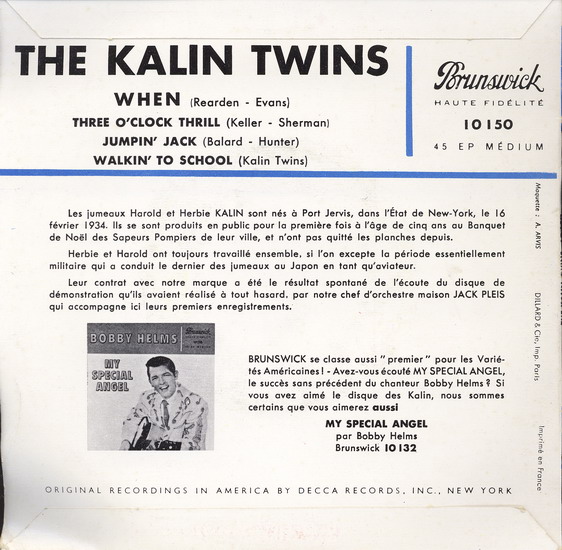 THE KALIN TWINS
WHEN (Rearden - Evans)
THREE O'CLOCK THRILL (Keller - Sherman)
JUMPIN' JACK (Balard - Hunter)
WALKIN' TO SCHOOL (Kalin Twins)
Brunswick
HAUTE FIDÉLITÉ
10150
45 EP MÉDIUM
Les jumeaux Harold et Herbie KALIN sont nés à Port Jervis, dans l'État de New-York, le 16
février 1934. Ils se sont produits en public pour la première fois à l'âge de cinq ans au Banquet
de Noël des Sapeurs Pompiers de leur ville, et n'ont pas quitté les planches depuis.
Herbie et Harold ont toujours travaillé ensemble, si l'on excepte la période essentiellement
militaire qui a conduit le dernier des jumeaux au Japon en tant qu'aviateur.
Leur contrat avec notre marque a été le résultat spontané de l'écoute du disque de
démonstration qu'ils avaient réalisé à tout hasard, par notre chef d'orchestre maison JACK PLEIS
qui accompagne ici leurs premiers enregistrements.
Brunswick
BOBBY HELMS
MY
SPECIAL
ANGEL
BRUNSWICK se classe aussi "premier" pour les Varié-
tés Américaines ! - Avez-vous écouté MY SPECIAL ANGEL,
le succès sans précédent du chanteur Bobby Helms ? Si
vous avez aimé le disque des Kalin, nous sommes
certains que vous aimerez aussi
MY SPECIAL ANGEL
par Bobby Helms
Brunswick 10132
ORIGINAL RECORDINGS IN AMERICA BY DECCA RECORDS, INC., NEW YORK
Maquette : A. ARVIS
DILLARD & Cie, Imp. Paris
Imprimé en France